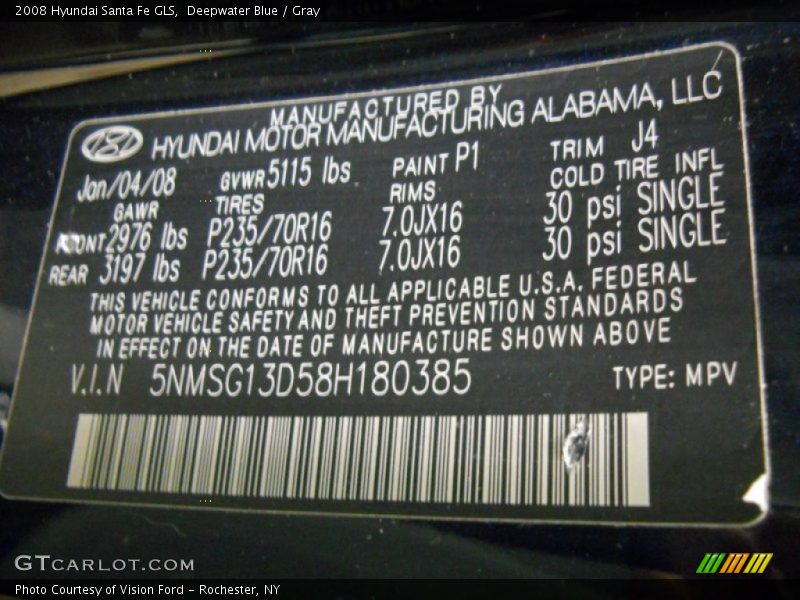 2008 Hyundai Santa Fe GLS,  Deepwater Blue / Gray
MANUFACTURED BY
HYUNDAI MOTOR MANUFACTURING ALABAMA, LLC
Jan/04/08 GVWR 5115 lbs PAINT P1 TRIM J4
GAWR TIRES RIMS COLD TIRE INFL
FRONT 2976 lbs P235/70R16 7.0JX16 30 psi SINGLE
REAR 3197 lbs P235/70R16 7.0JX16 30 psi SINGLE
THIS VEHICLE CONFORMS TO ALL APPLICABLE U.S.A. FEDERAL
MOTOR VEHICLE SAFETY AND THEFT PREVENTION STANDARDS
IN EFFECT ON THE DATE OF MANUFACTURE SHOWN ABOVE
V.I.N 5NMSG13D58H180385 TYPE: MPV
GTCARLOT.COM
Photo Courtesy of Vision Ford - Rochester, NY